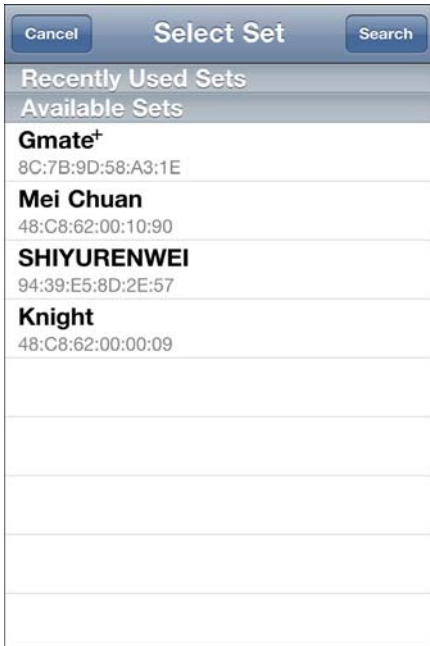 Cancel Select Set Search
Recently Used Sets
Available Sets
Gmate+
8C:7B:9D:58:A3:1E
Mei Chuan
48:C8:62:00:10:90
SHIYURENWEI
94:39:E5:8D:2E:57
Knight
48:C8:62:00:00:09